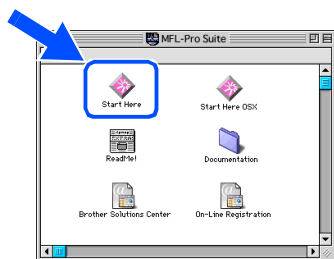 MFL-Pro Suite
Start Here
Start Here OSX
ReadMe!
Documentation
Brother Solutions Center
On-Line Registration